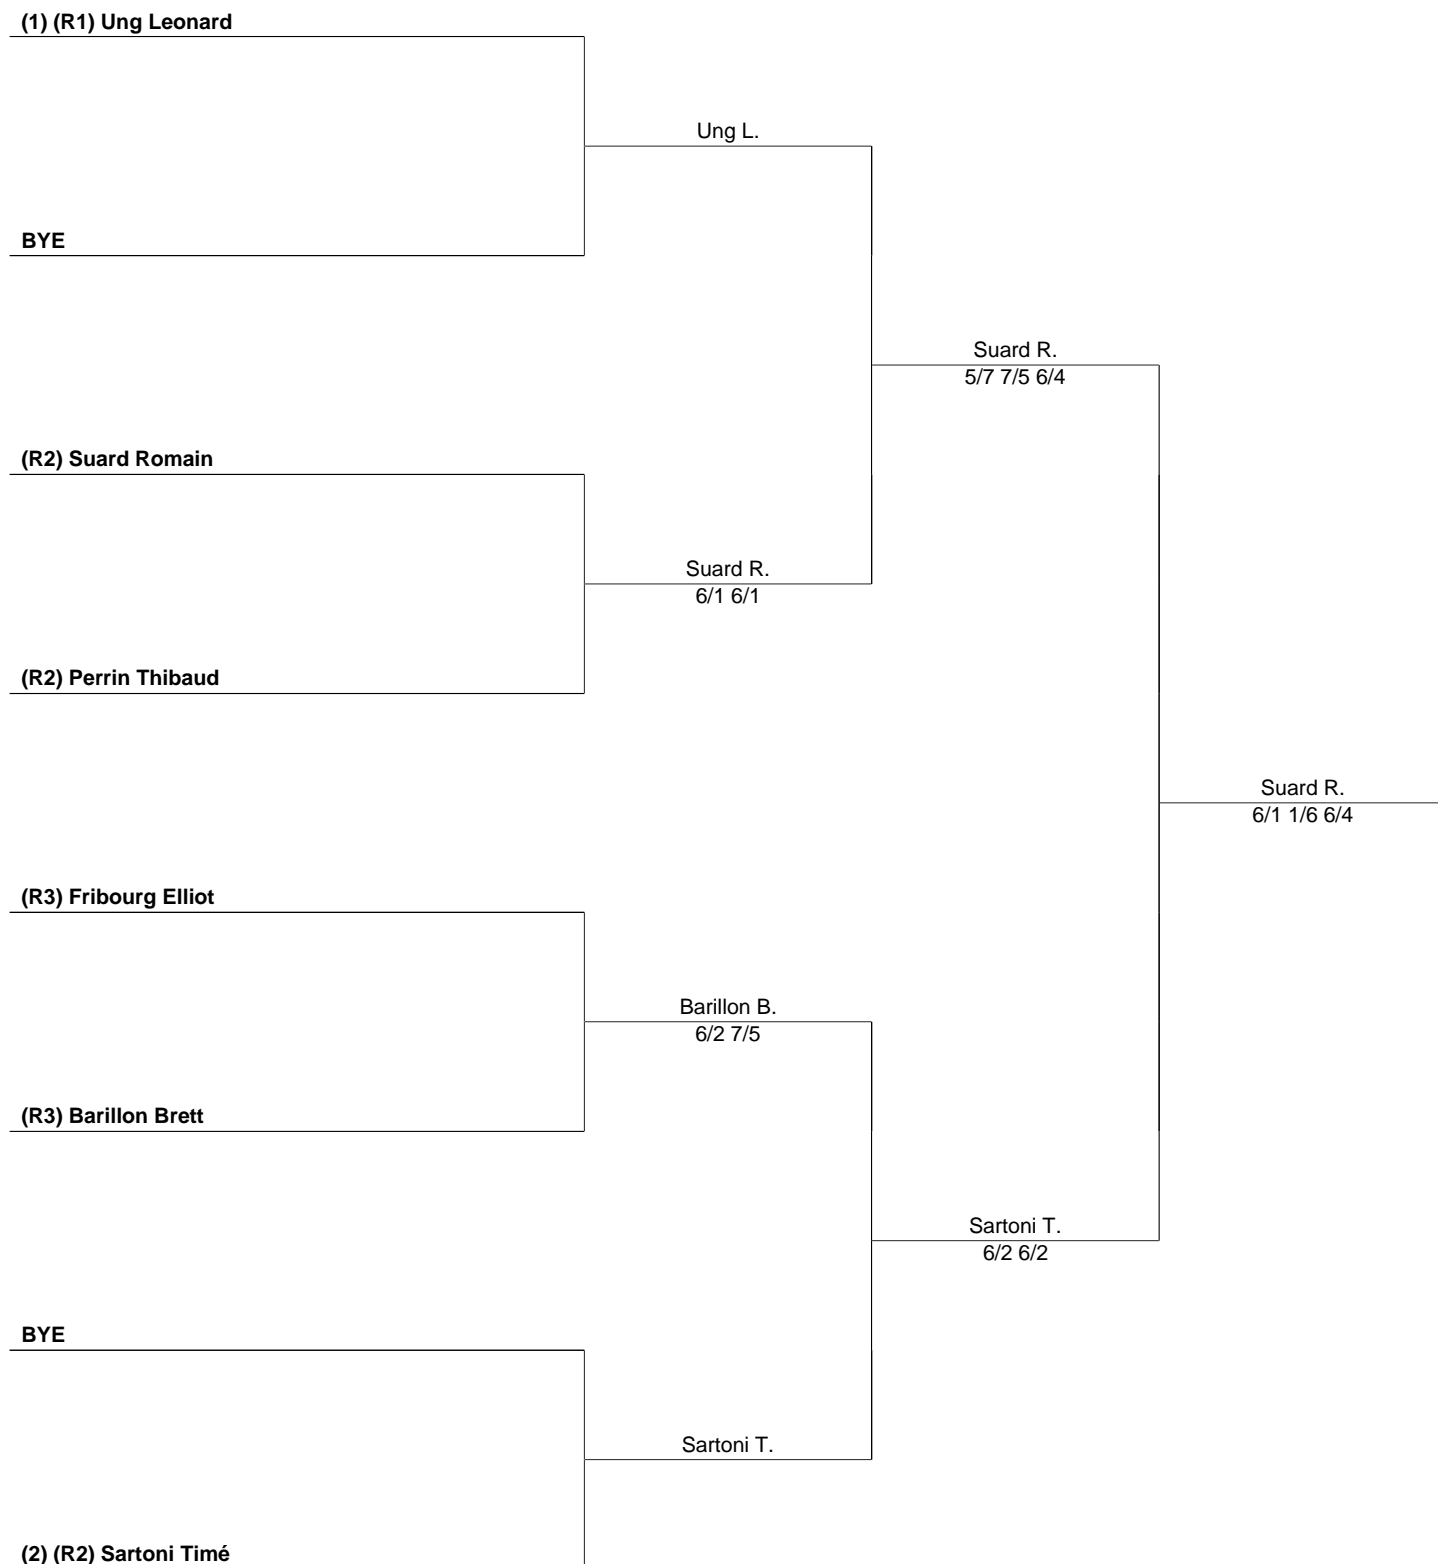 (1) (R1) Ung Leonard
Ung L.
BYE
Suard R.
5/7 7/5 6/4
(R2) Suard Romain
Suard R.
6/1 6/1
(R2) Perrin Thibaud
Suard R.
6/1 1/6 6/4
(R3) Fribourg Elliot
Barillon B.
6/2 7/5
(R3) Barillon Brett
Sartoni T.
6/2 6/2
BYE
Sartoni T.
(2) (R2) Sartoni Timé